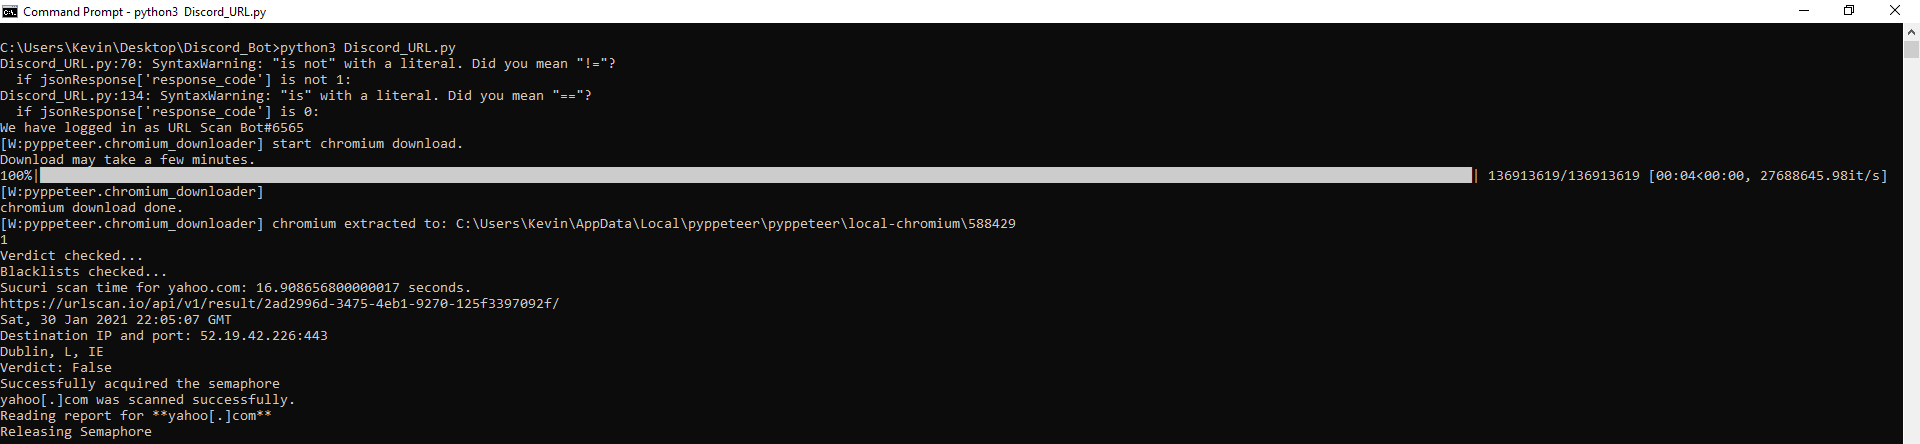 Command Prompt - python3  Discord_URL.py
C:\Users\Kevin\Desktop\Discord_Bot>python3 Discord_URL.py
Discord_URL.py:70: SyntaxWarning: "is not" with a literal. Did you mean "!="?
  if jsonResponse['response_code'] is not 1:
Discord_URL.py:134: SyntaxWarning: "is" with a literal. Did you mean "=="?
  if jsonResponse['response_code'] is 0:
We have logged in as URL Scan Bot#6565
[W:pyppeteer.chromium_downloader] start chromium download.
Download may take a few minutes.
100%|| 136913619/136913619 [00:04<00:00, 27688645.98it/s]
[W:pyppeteer.chromium_downloader]
chromium download done.
[W:pyppeteer.chromium_downloader] chromium extracted to: C:\Users\Kevin\AppData\Local\pyppeteer\pyppeteer\local-chromium\588429
1
Verdict checked...
Blacklists checked...
Sucuri scan time for yahoo.com: 16.908656800000017 seconds.
https://urlscan.io/api/v1/result/2ad2996d-3475-4eb1-9270-125f3397092f/
Sat, 30 Jan 2021 22:05:07 GMT
Destination IP and port: 52.19.42.226:443
Dublin, L, IE
Verdict: False
Successfully acquired the semaphore
yahoo[.]com was scanned successfully.
Reading report for **yahoo[.]com**
Releasing Semaphore